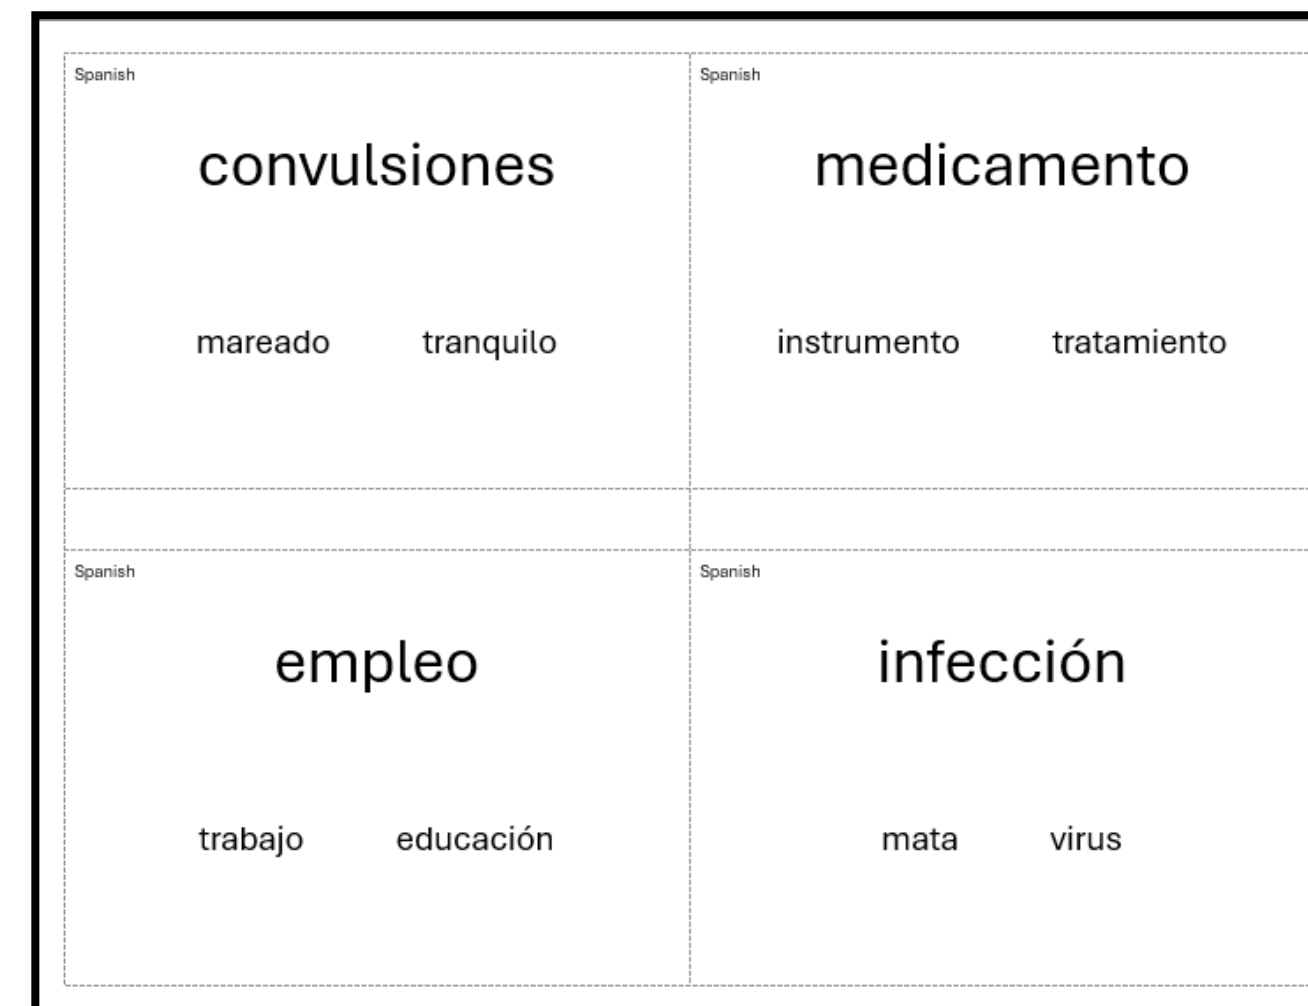 Spanish
convulsiones
mareado tranquilo
Spanish
medicamento
instrumento tratamiento
Spanish
empleo
trabajo educación
Spanish
infección
mata virus